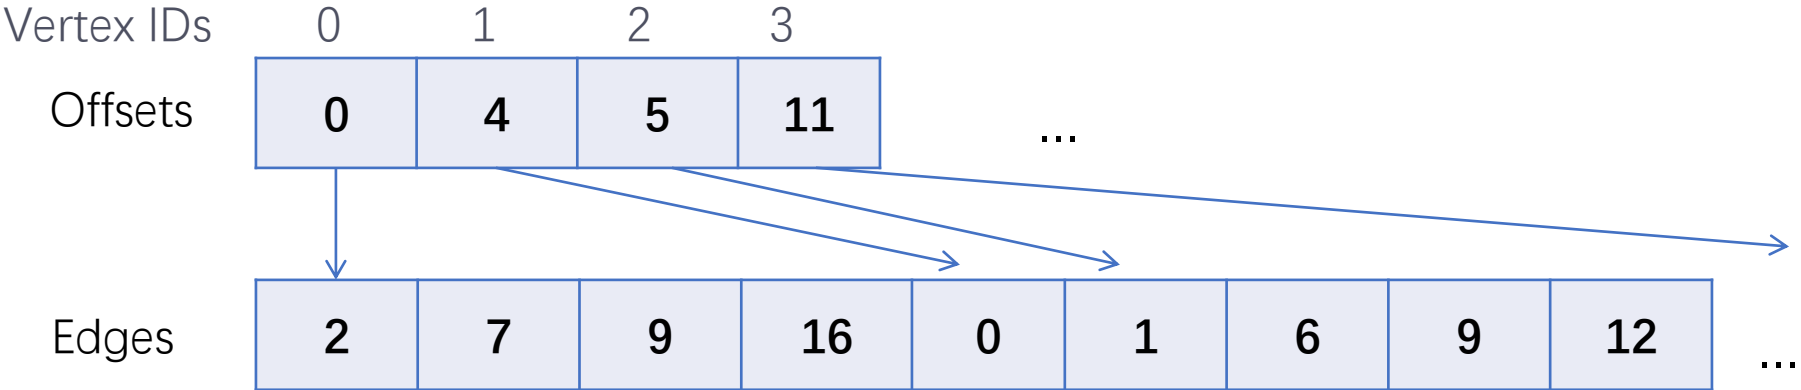 Vertex IDs 0 1 2 3
Offsets 0 4 5 11 ...
Edges 2 7 9 16 0 1 6 9 12 ...